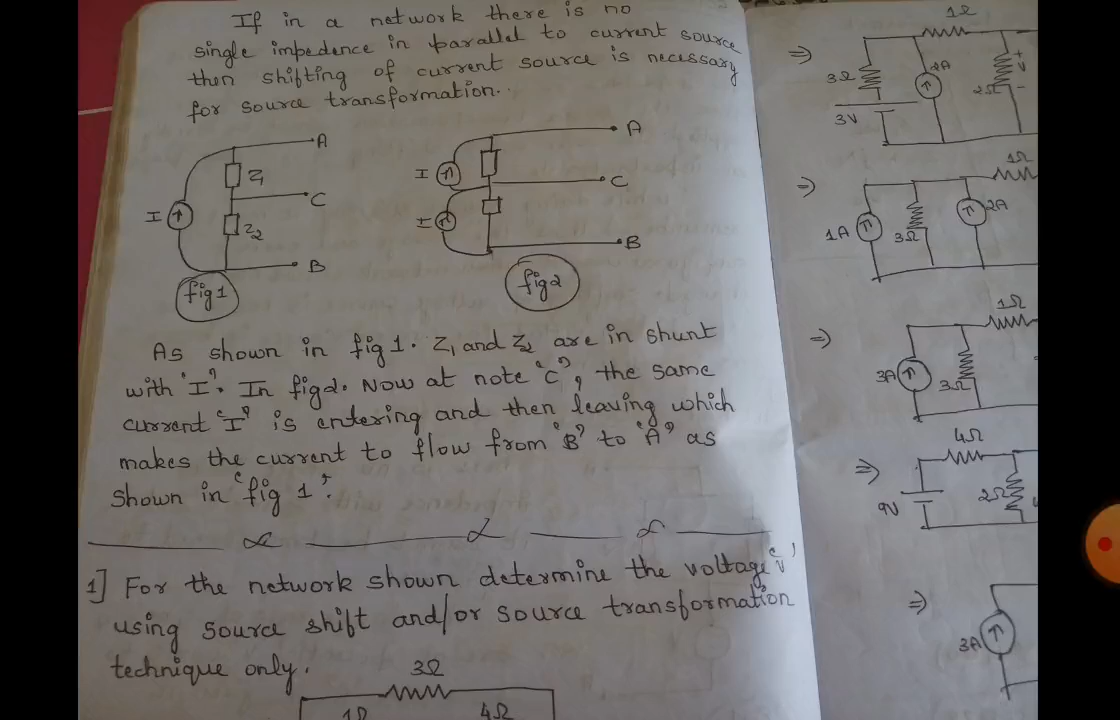 If in a network there is no
single impedence in parallel to current source
then shifting of current source is necessary
for source transformation..
A
I
Z1
C
Z2
B
fig 1
A
I
C
I
B
fig 2
As shown in fig 1. Z1 and Z2 are in shunt
with 'I'. In fig 2. Now at note "C", the same
current "I" is entering and then leaving which
makes the current to flow from "B" to "A" as
shown in "fig 1".
1] For the network shown determine the voltage 'V'
using source shift and/or source transformation
technique only.
3Ω
1Ω
4Ω
1Ω
⇒
3Ω
2A
+
V
-
2Ω
3V
⇒
1Ω
1A
3Ω
2A
⇒
1Ω
3A
3Ω
⇒
4Ω
9V
2Ω
⇒
3A